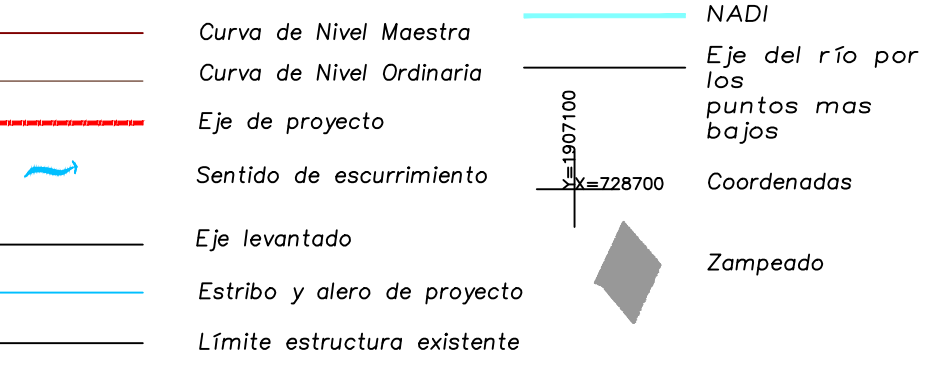 Curva de Nivel Maestra
Curva de Nivel Ordinaria
Eje de proyecto
Sentido de escurrimiento
Eje levantado
Estribo y alero de proyecto
Límite estructura existente
NADI
Eje del río por
los
puntos mas
bajos
Y=1907100
X=728700
Coordenadas
Zampeado